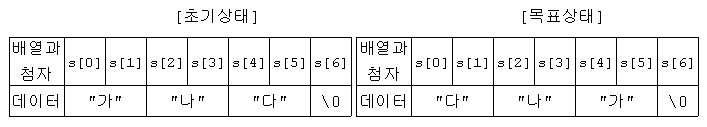 [초기상태] [목표상태]
배열과 첨자 s[0] s[1] s[2] s[3] s[4] s[5] s[6] 배열과 첨자 s[0] s[1] s[2] s[3] s[4] s[5] s[6]
데이터 "가" "나" "다" \0 데이터 "다" "나" "가" \0